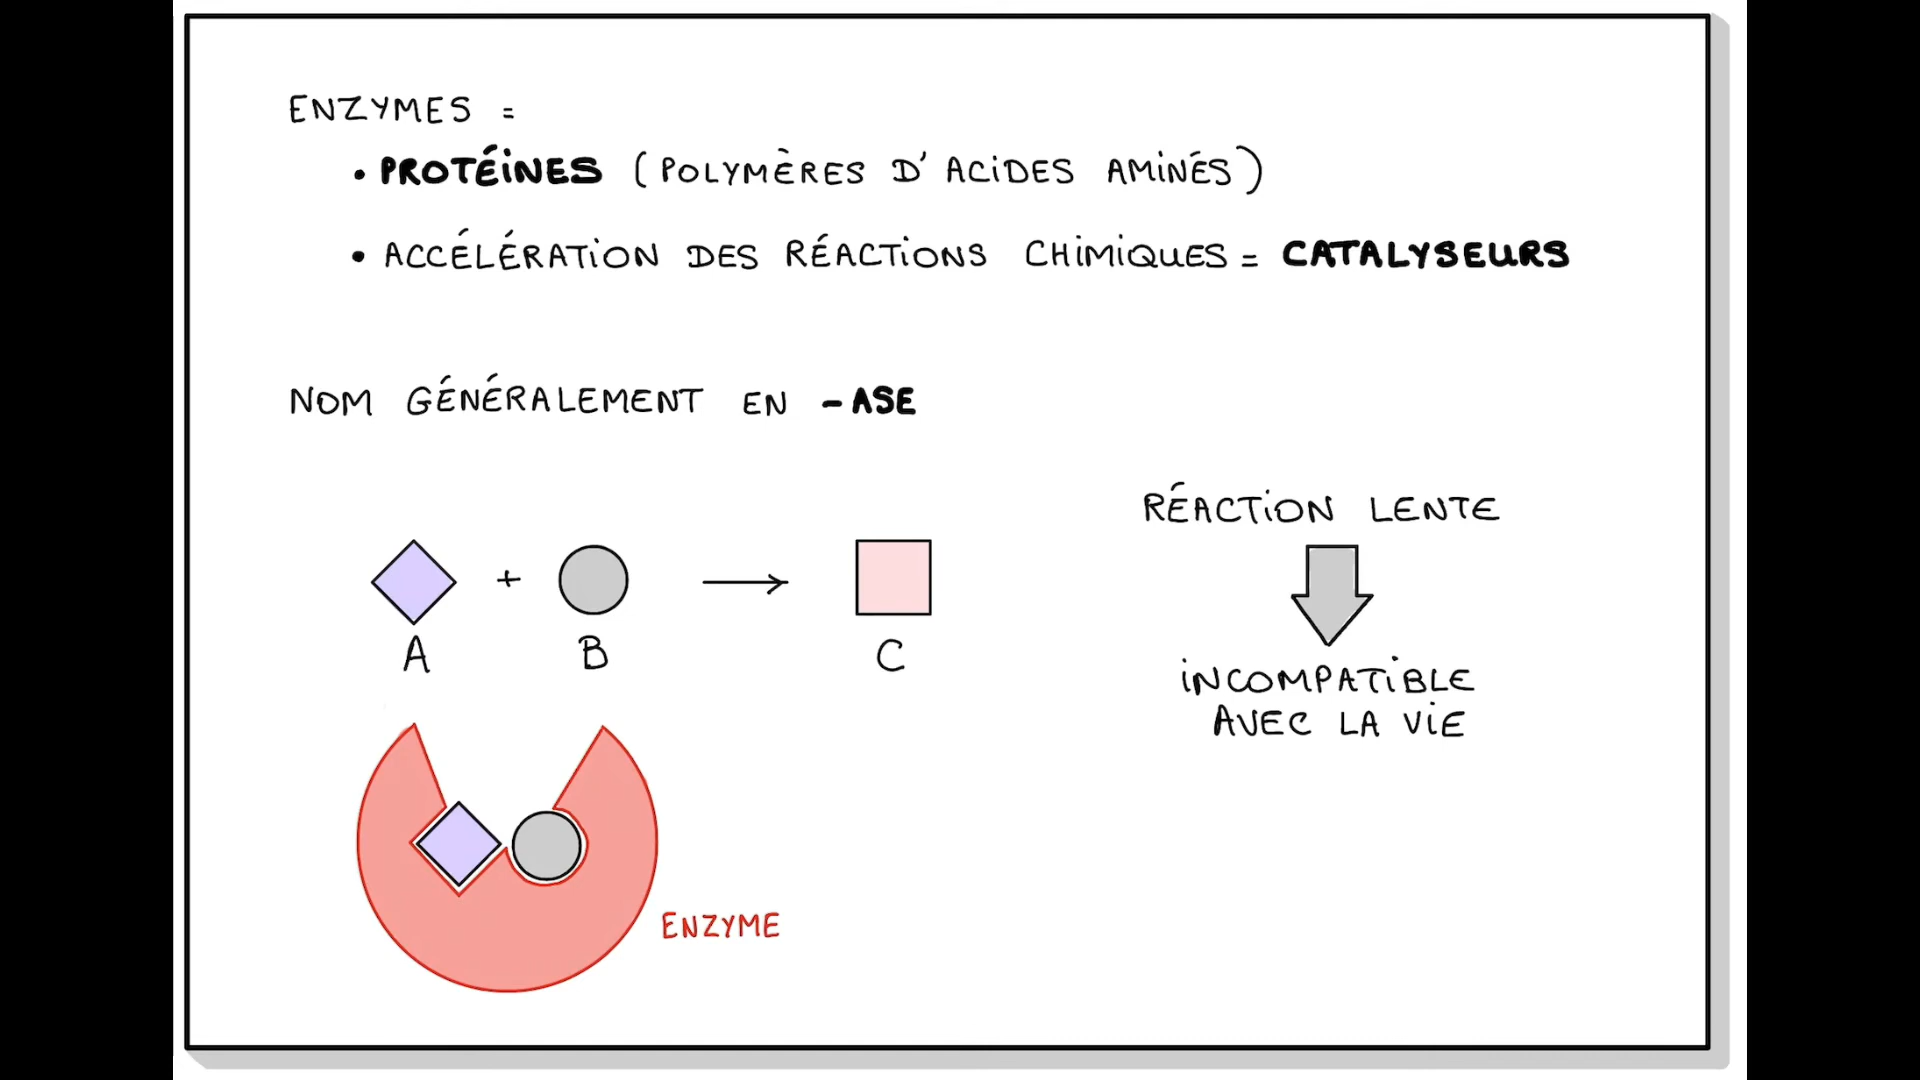 ENZYMES =
• PROTÉiNES (POLYMÈRES D'ACiDES AMiNÉS)
• ACCÉLÉRATiON DES RÉACTiONS CHiMiQUES = CATALYSEURS
NOM GÉNÉRALEMENT EN -ASE
RÉACTiON LENTE
+
A B C
iNCOMPATiBLE
AVEC LA ViE
ENZYME